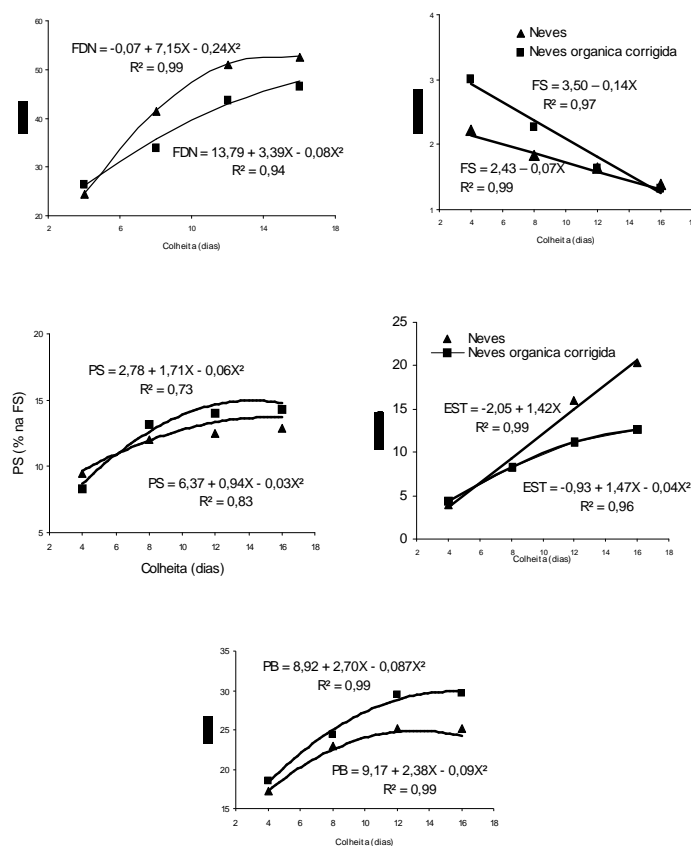 60
50
40
30
20
2 6 10 14 18
Colheita (dias)
FDN = -0,07 + 7,15X - 0,24X²
R² = 0,99
FDN = 13,79 + 3,39X - 0,08X²
R² = 0,94
Neves
Neves organica corrigida
4
3
2
1
2 4 6 8 10 12 14 16 18
Colheita (dias)
FS = 3,50 – 0,14X
R² = 0,97
FS = 2,43 – 0,07X
R² = 0,99
PS (% na FS)
20
15
10
5
2 4 6 8 10 12 14 16 18
Colheita (dias)
PS = 2,78 + 1,71X - 0,06X²
R² = 0,73
PS = 6,37 + 0,94X - 0,03X²
R² = 0,83
Neves
Neves organica corrigida
25
20
15
10
5
0
2 4 6 8 10 12 14 16 18
Colheita (dias)
EST = -2,05 + 1,42X
R² = 0,99
EST = -0,93 + 1,47X - 0,04X²
R² = 0,96
35
30
25
20
15
2 4 6 8 10 12 14 16 18
Colheita (dias)
PB = 8,92 + 2,70X - 0,087X²
R² = 0,99
PB = 9,17 + 2,38X - 0,09X²
R² = 0,99